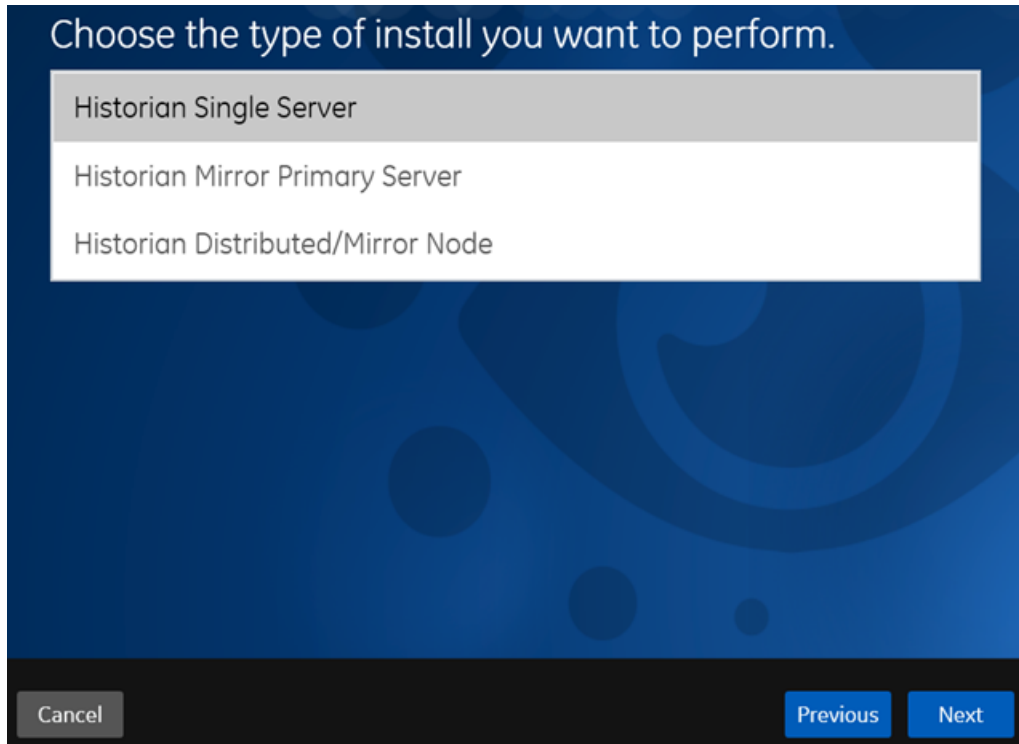 Choose the type of install you want to perform.
Historian Single Server
Historian Mirror Primary Server
Historian Distributed/Mirror Node
Cancel
Previous
Next